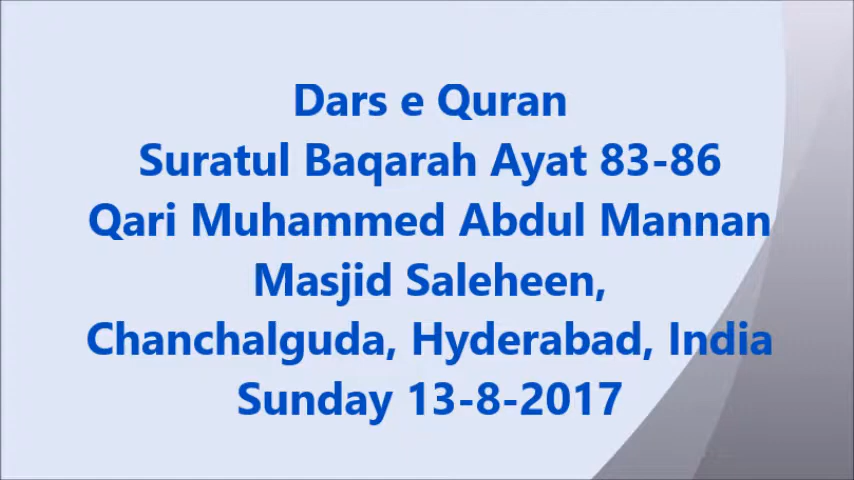 Dars e Quran
Suratul Baqarah Ayat 83-86
Qari Muhammed Abdul Mannan
Masjid Saleheen,
Chanchalguda, Hyderabad, India
Sunday 13-8-2017